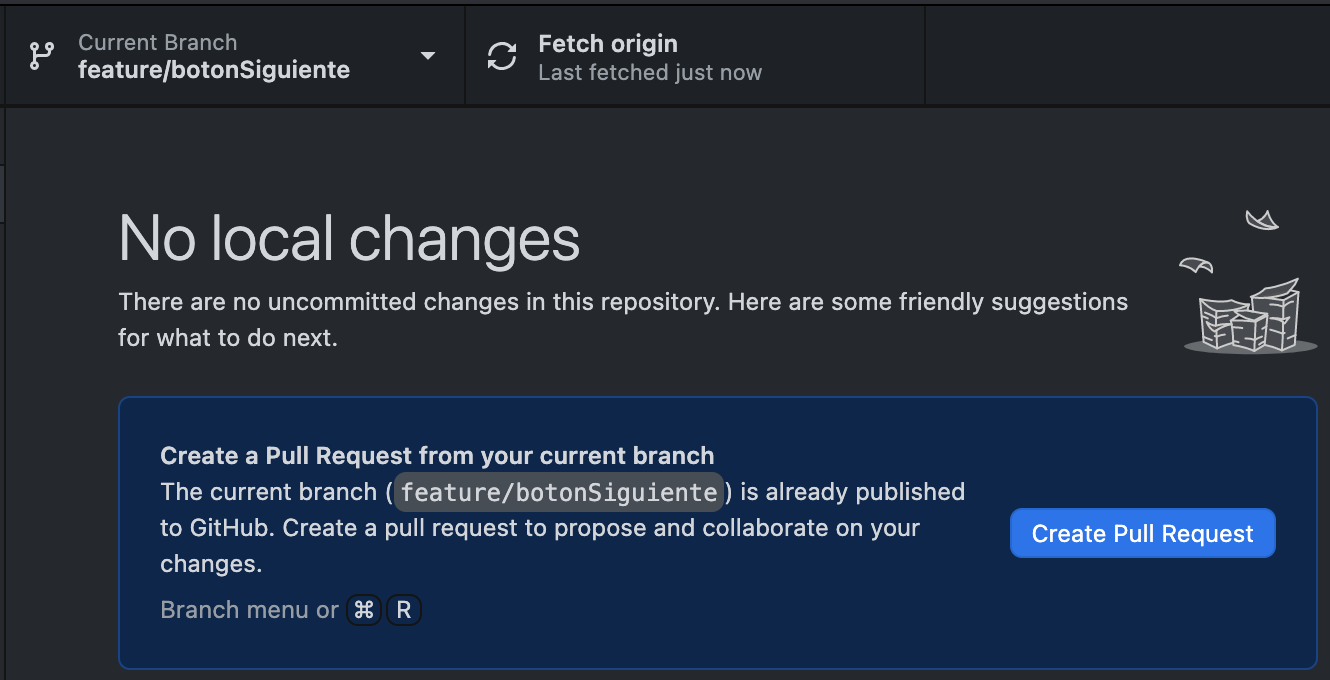 Current Branch
feature/botonSiguiente
Fetch origin
Last fetched just now
No local changes
There are no uncommitted changes in this repository. Here are some friendly suggestions
for what to do next.
Create a Pull Request from your current branch
The current branch (feature/botonSiguiente) is already published
to GitHub. Create a pull request to propose and collaborate on your
changes.
Create Pull Request
Branch menu or ⌘ R